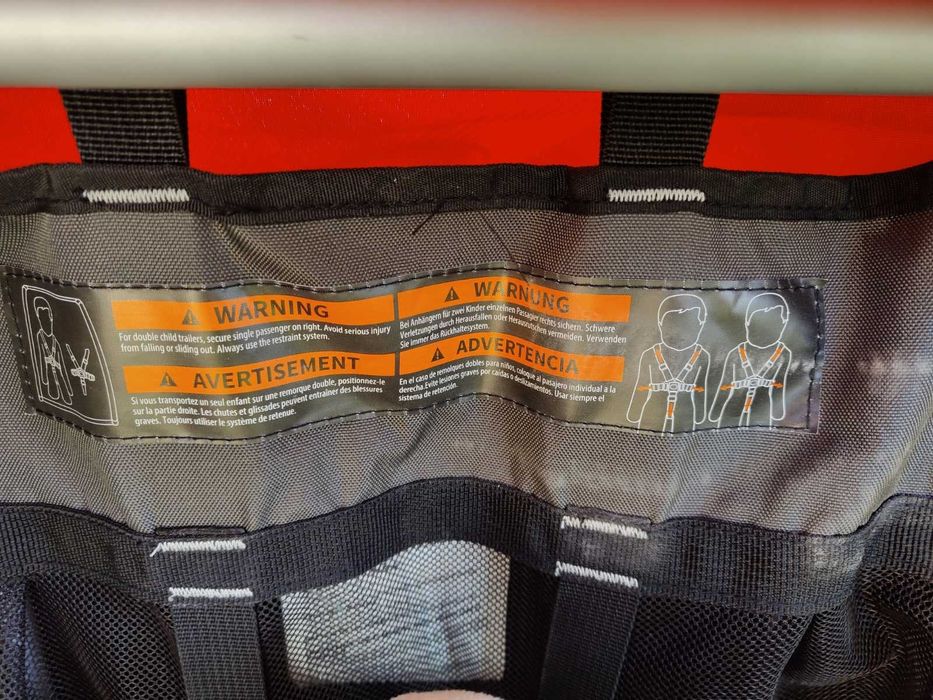 WARNING
For double child trailers, secure single passenger on right. Avoid serious injury
from falling or sliding out. Always use the restraint system.
AVERTISEMENT
Si vous transportez un seul enfant sur une remorque double, positionnez-le
sur la partie droite. Les chutes et glissades peuvent entraîner des blessures
graves. Toujours utiliser le système de retenue.
WARNUNG
Bei Anhängern für zwei Kinder einzelnen Passagier rechts sichern. Schwere
Verletzungen durch Herausfallen oder Herausrutschen vermeiden. Verwenden
Sie immer das Rückhaltesystem.
ADVERTENCIA
En el caso de remolques dobles para niños, coloque al pasajero individual a la
derecha. Evite lesiones graves por caídas o deslizamientos. Usar siempre el
sistema de retención.